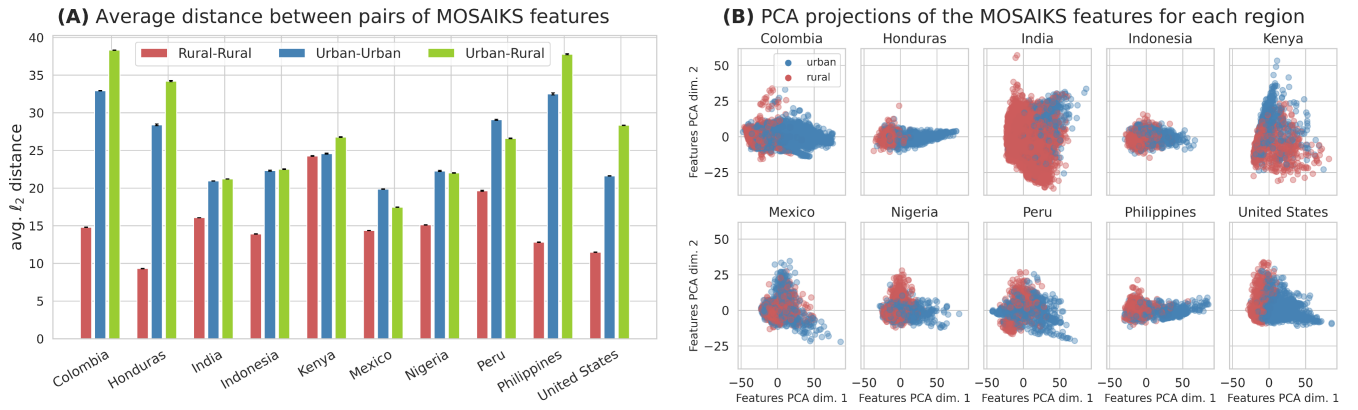 (A) Average distance between pairs of MOSAIKS features
40
35
30
25
20
15
10
5
0
avg. ℓ2 distance
Rural-Rural
Urban-Urban
Urban-Rural
Colombia
Honduras
India
Indonesia
Kenya
Mexico
Nigeria
Peru
Philippines
United States
(B) PCA projections of the MOSAIKS features for each region
Colombia
Honduras
India
Indonesia
Kenya
urban
rural
50
25
0
−25
Features PCA dim. 2
Mexico
Nigeria
Peru
Philippines
United States
50
25
0
−25
Features PCA dim. 2
−50 0 50
−50 0 50
−50 0 50
−50 0 50
−50 0 50
Features PCA dim. 1
Features PCA dim. 1
Features PCA dim. 1
Features PCA dim. 1
Features PCA dim. 1